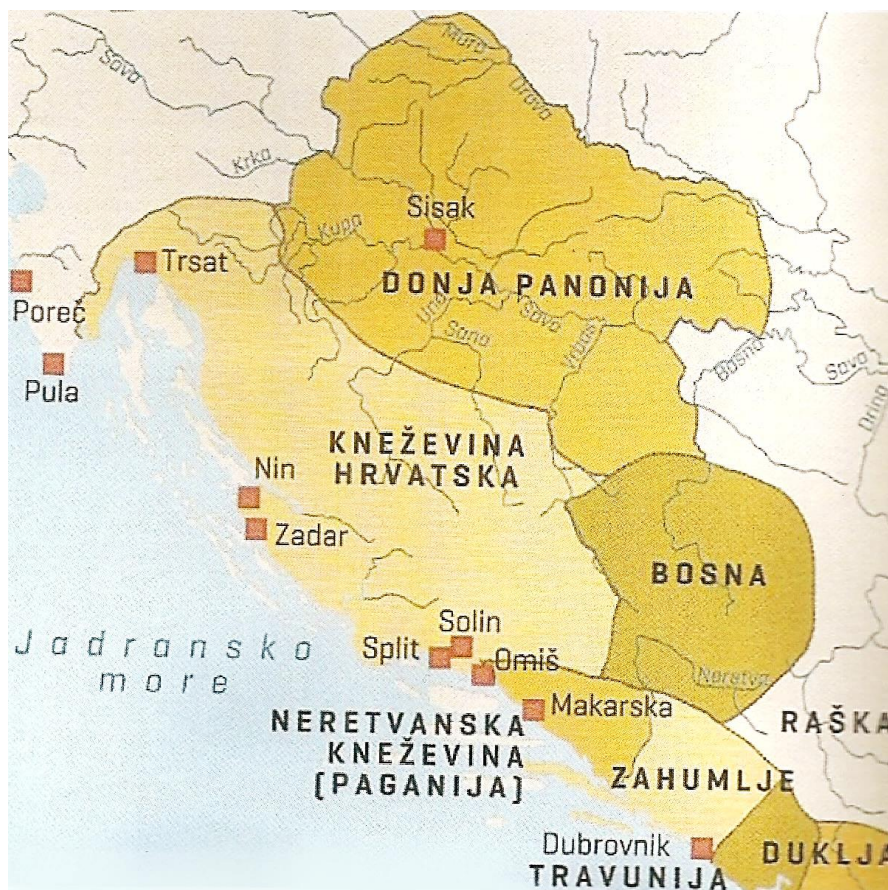 Mura
Sava
Drava
Krka
Sisak
Kupa
Trsat
DONJA PANONIJA
Poreč
Una
Sava
Sana
Vrbas
Bosna
Sava
Pula
Drina
KNEŽEVINA
HRVATSKA
Nin
Zadar
BOSNA
Solin
Jadransko
more
Split
Omiš
Neretva
Makarska
NERETVANSKA
KNEŽEVINA
[PAGANIJA]
RAŠKA
ZAHUMLJE
Dubrovnik
TRAVUNIJA
DUKLJA